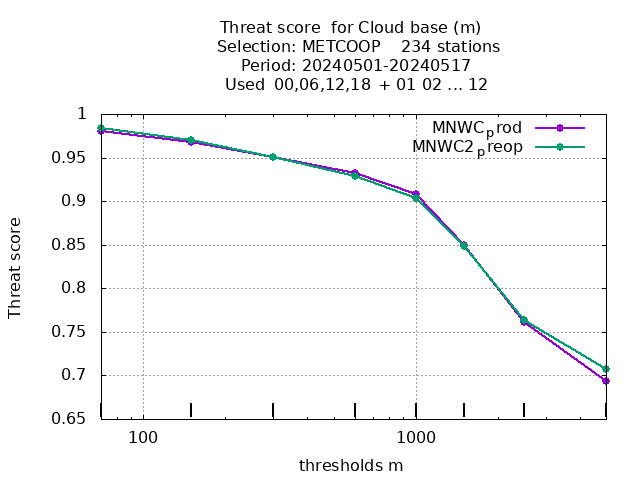 Threat score  for Cloud base (m)
Selection: METCOOP    234 stations
Period: 20240501-20240517
Used  00,06,12,18  + 01 02 ... 12
MNWCprod
MNWC2preop
1
0.95
0.9
0.85
0.8
0.75
0.7
0.65
Threat score
100
1000
thresholds m